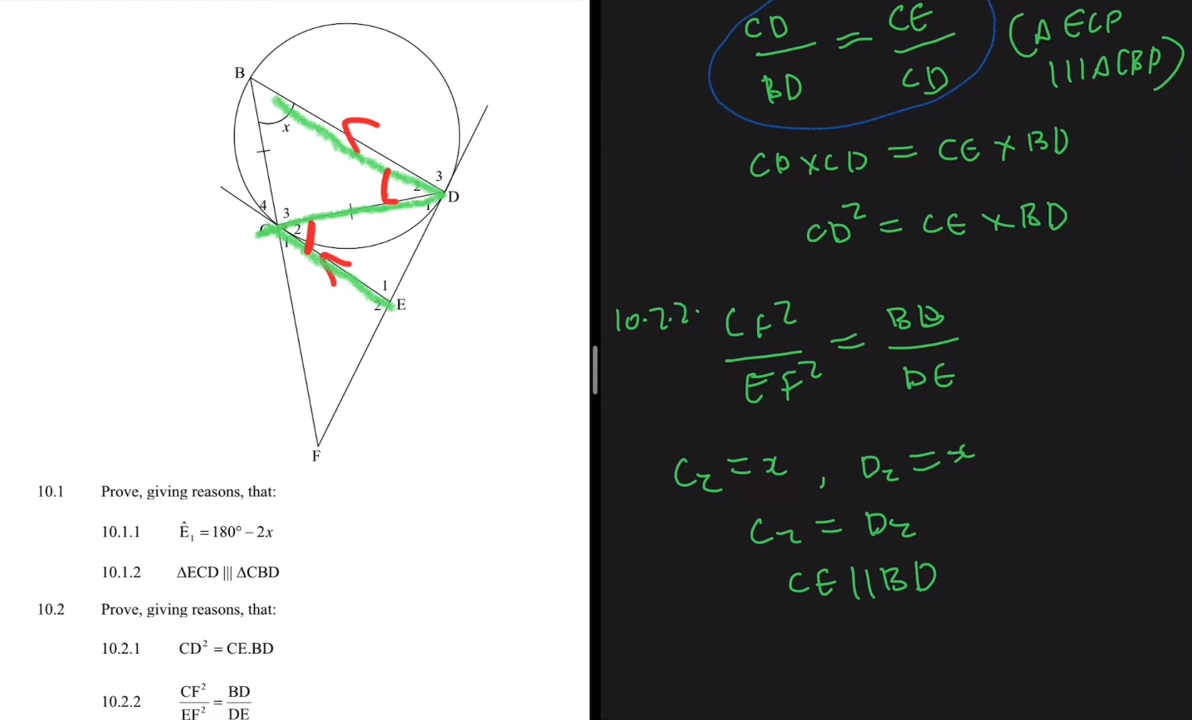 B
x
3
2
D
1
4
3
C
2
1
1
2
E
F
10.1 Prove, giving reasons, that:
10.1.1 Ê₁ = 180° – 2x
10.1.2 ΔECD ||| ΔCBD
10.2 Prove, giving reasons, that:
10.2.1 CD² = CE.BD
10.2.2 CF²/EF² = BD/DE
CD/BD = CE/CD (Δ ECD
||| Δ CBD)
CD × CD = CE × BD
CD² = CE × BD
10.2.2. CF²/EF² = BD/DE
C₂ = x , D₂ = x
C₂ = D₂
CE || BD